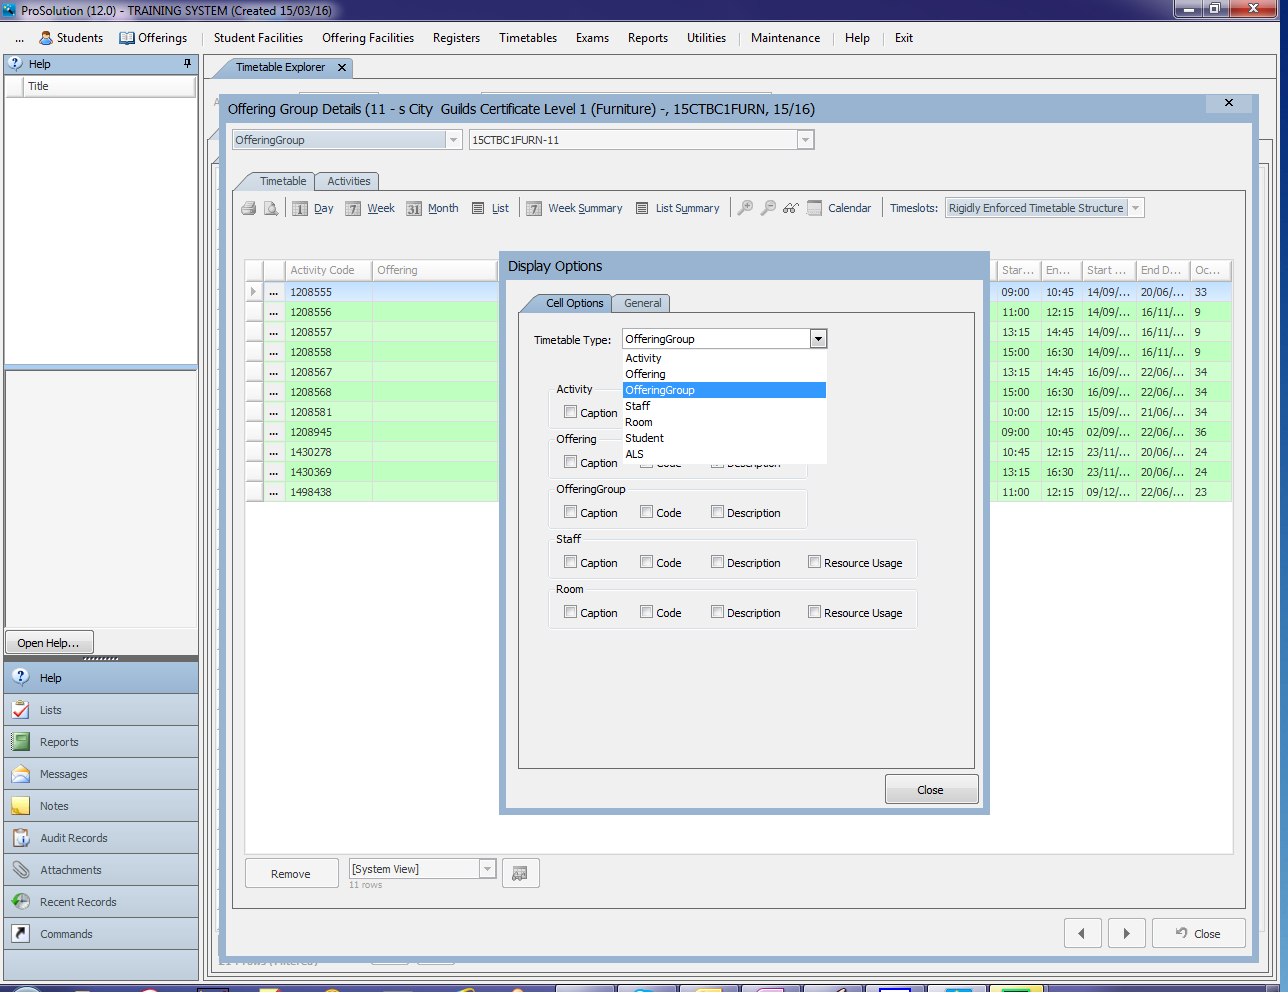 ProSolution (12.0) - TRAINING SYSTEM (Created 15/03/16)
... Students Offerings Student Facilities Offering Facilities Registers Timetables Exams Reports Utilities Maintenance Help Exit
Help
Title
Open Help...
Help
Lists
Reports
Messages
Notes
Audit Records
Attachments
Recent Records
Commands
Timetable Explorer
Offering Group Details (11 - s City Guilds Certificate Level 1 (Furniture) -, 15CTBC1FURN, 15/16)
OfferingGroup 15CTBC1FURN-11
Timetable Activities
1 Day 7 Week 31 Month List 7 Week Summary List Summary Calendar Timeslots: Rigidly Enforced Timetable Structure
Activity Code Offering Star... En... Start ... End D... Oc...
... 1208555 09:00 10:45 14/09/... 20/06/... 33
... 1208556 11:00 12:15 14/09/... 16/11/... 9
... 1208557 13:15 14:45 14/09/... 16/11/... 9
... 1208558 15:00 16:30 14/09/... 16/11/... 9
... 1208567 13:15 14:45 16/09/... 22/06/... 34
... 1208568 15:00 16:30 16/09/... 22/06/... 34
... 1208581 10:00 12:15 15/09/... 21/06/... 34
... 1208945 09:00 10:45 02/09/... 22/06/... 36
... 1430278 10:45 12:15 23/11/... 20/06/... 24
... 1430369 13:15 16:30 23/11/... 20/06/... 24
... 1498438 11:00 12:15 09/12/... 22/06/... 23
Display Options
Cell Options General
Timetable Type: OfferingGroup
Activity
Offering
OfferingGroup
Staff
Room
Student
ALS
Activity
Caption
Offering
Caption Code Description
OfferingGroup
Caption Code Description
Staff
Caption Code Description Resource Usage
Room
Caption Code Description Resource Usage
Close
Remove [System View]
11 rows
Close